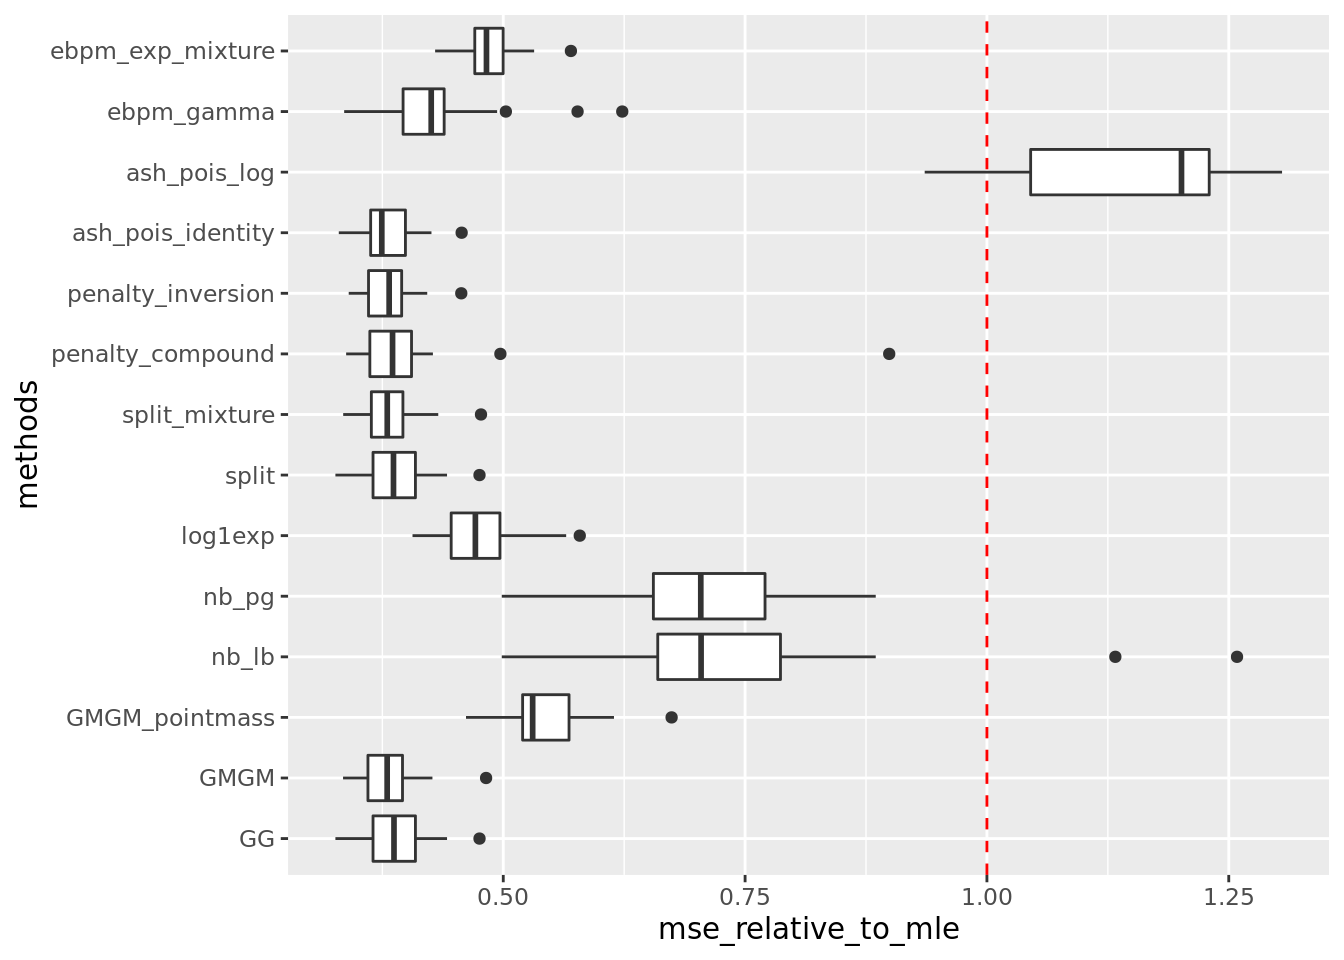 ebpm_exp_mixture
ebpm_gamma
ash_pois_log
ash_pois_identity
penalty_inversion
penalty_compound
split_mixture
split
log1exp
nb_pg
nb_lb
GMGM_pointmass
GMGM
GG
methods
0.50 0.75 1.00 1.25
mse_relative_to_mle